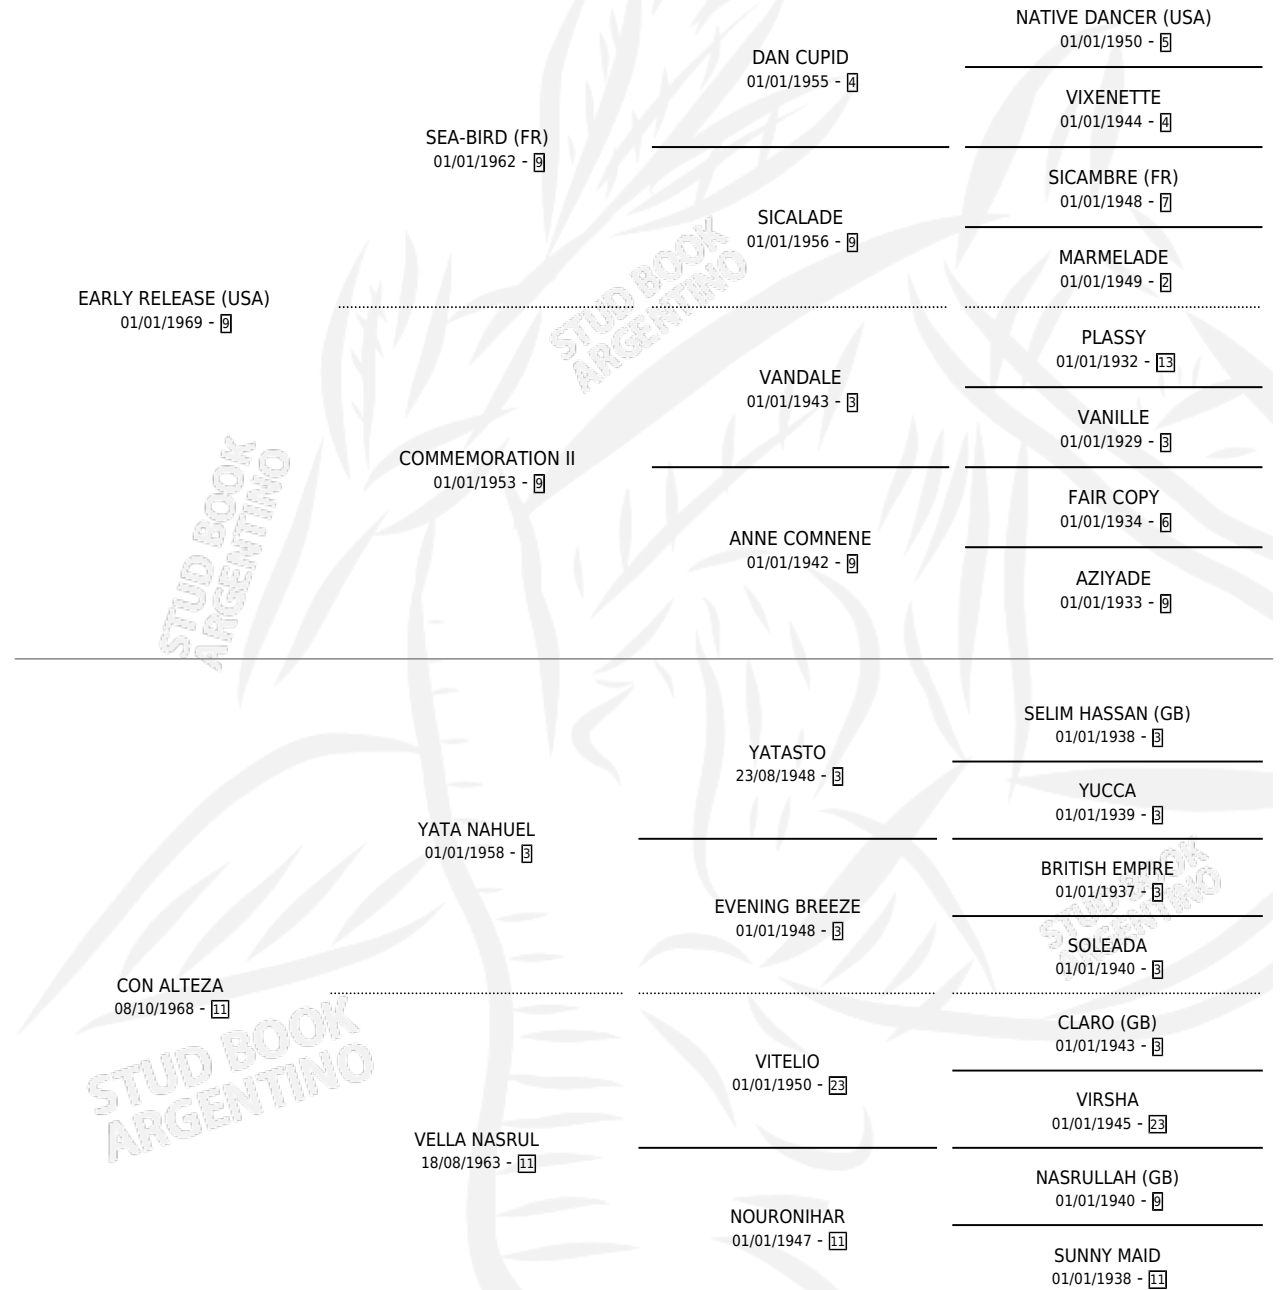 NATIVE DANCER (USA)
01/01/1950 - 5
DAN CUPID
01/01/1955 - 4
VIXENETTE
01/01/1944 - 4
SEA-BIRD (FR)
01/01/1962 - 9
SICAMBRE (FR)
01/01/1948 - 7
SICALADE
01/01/1956 - 9
MARMELADE
01/01/1949 - 2
EARLY RELEASE (USA)
01/01/1969 - 9
PLASSY
01/01/1932 - 13
VANDALE
01/01/1943 - 3
VANILLE
01/01/1929 - 3
COMMEMORATION II
01/01/1953 - 9
FAIR COPY
01/01/1934 - 6
ANNE COMNENE
01/01/1942 - 9
AZIYADE
01/01/1933 - 9
SELIM HASSAN (GB)
01/01/1938 - 3
YATASTO
23/08/1948 - 3
YUCCA
01/01/1939 - 3
YATA NAHUEL
01/01/1958 - 3
BRITISH EMPIRE
01/01/1937 - 3
EVENING BREEZE
01/01/1948 - 3
SOLEADA
01/01/1940 - 3
CON ALTEZA
08/10/1968 - 11
CLARO (GB)
01/01/1943 - 3
VITELIO
01/01/1950 - 23
VIRSHA
01/01/1945 - 23
VELLA NASRUL
18/08/1963 - 11
NASRULLAH (GB)
01/01/1940 - 9
NOURONIHAR
01/01/1947 - 11
SUNNY MAID
01/01/1938 - 11
STUD BOOK
ARGENTINO
STUD BOOK
ARGENTINO
STUD BOOK
ARGENTINO
STUD BOOK
ARGENTINO